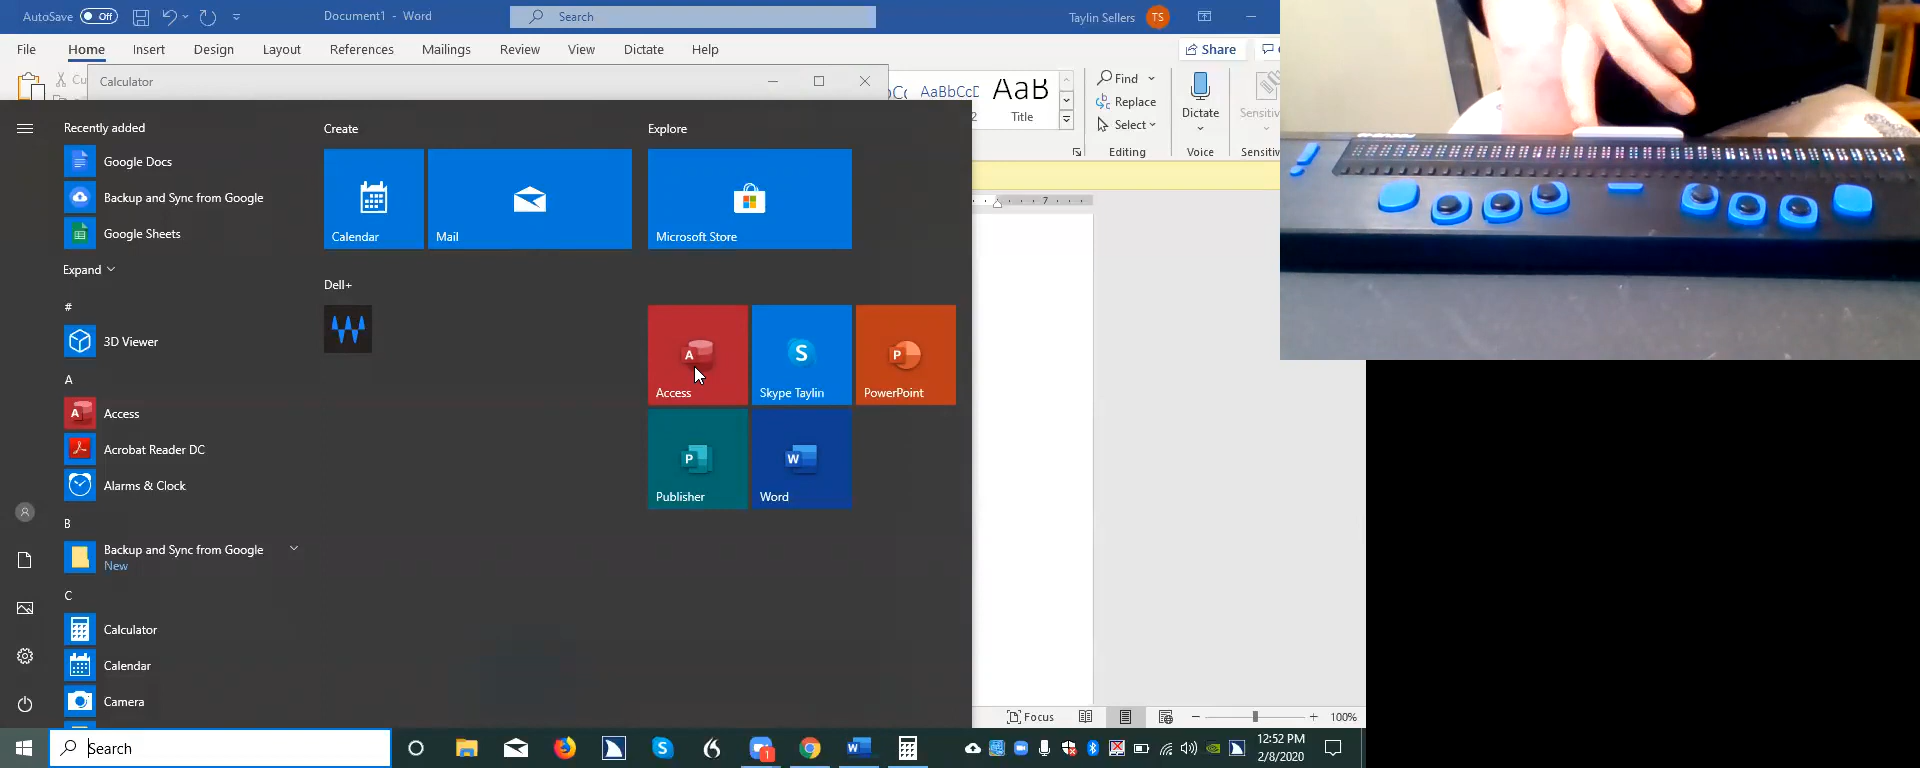 AutoSave Off
Document1 - Word
Search
Taylin Sellers TS
File Home Insert Design Layout References Mailings Review View Dictate Help
Share
Calculator
AaBbCcD AaB
Title
Find
Replace
Select
Editing
Dictate
Voice
Sensitiv
Sensitiv
7
Recently added
Google Docs
Backup and Sync from Google
Google Sheets
Expand
#
3D Viewer
A
Access
Acrobat Reader DC
Alarms & Clock
B
Backup and Sync from Google
New
C
Calculator
Calendar
Camera
Create
Calendar
Mail
Dell+
Explore
Microsoft Store
Access
Skype Taylin
PowerPoint
Publisher
Word
Focus
100%
Search
12:52 PM
2/8/2020